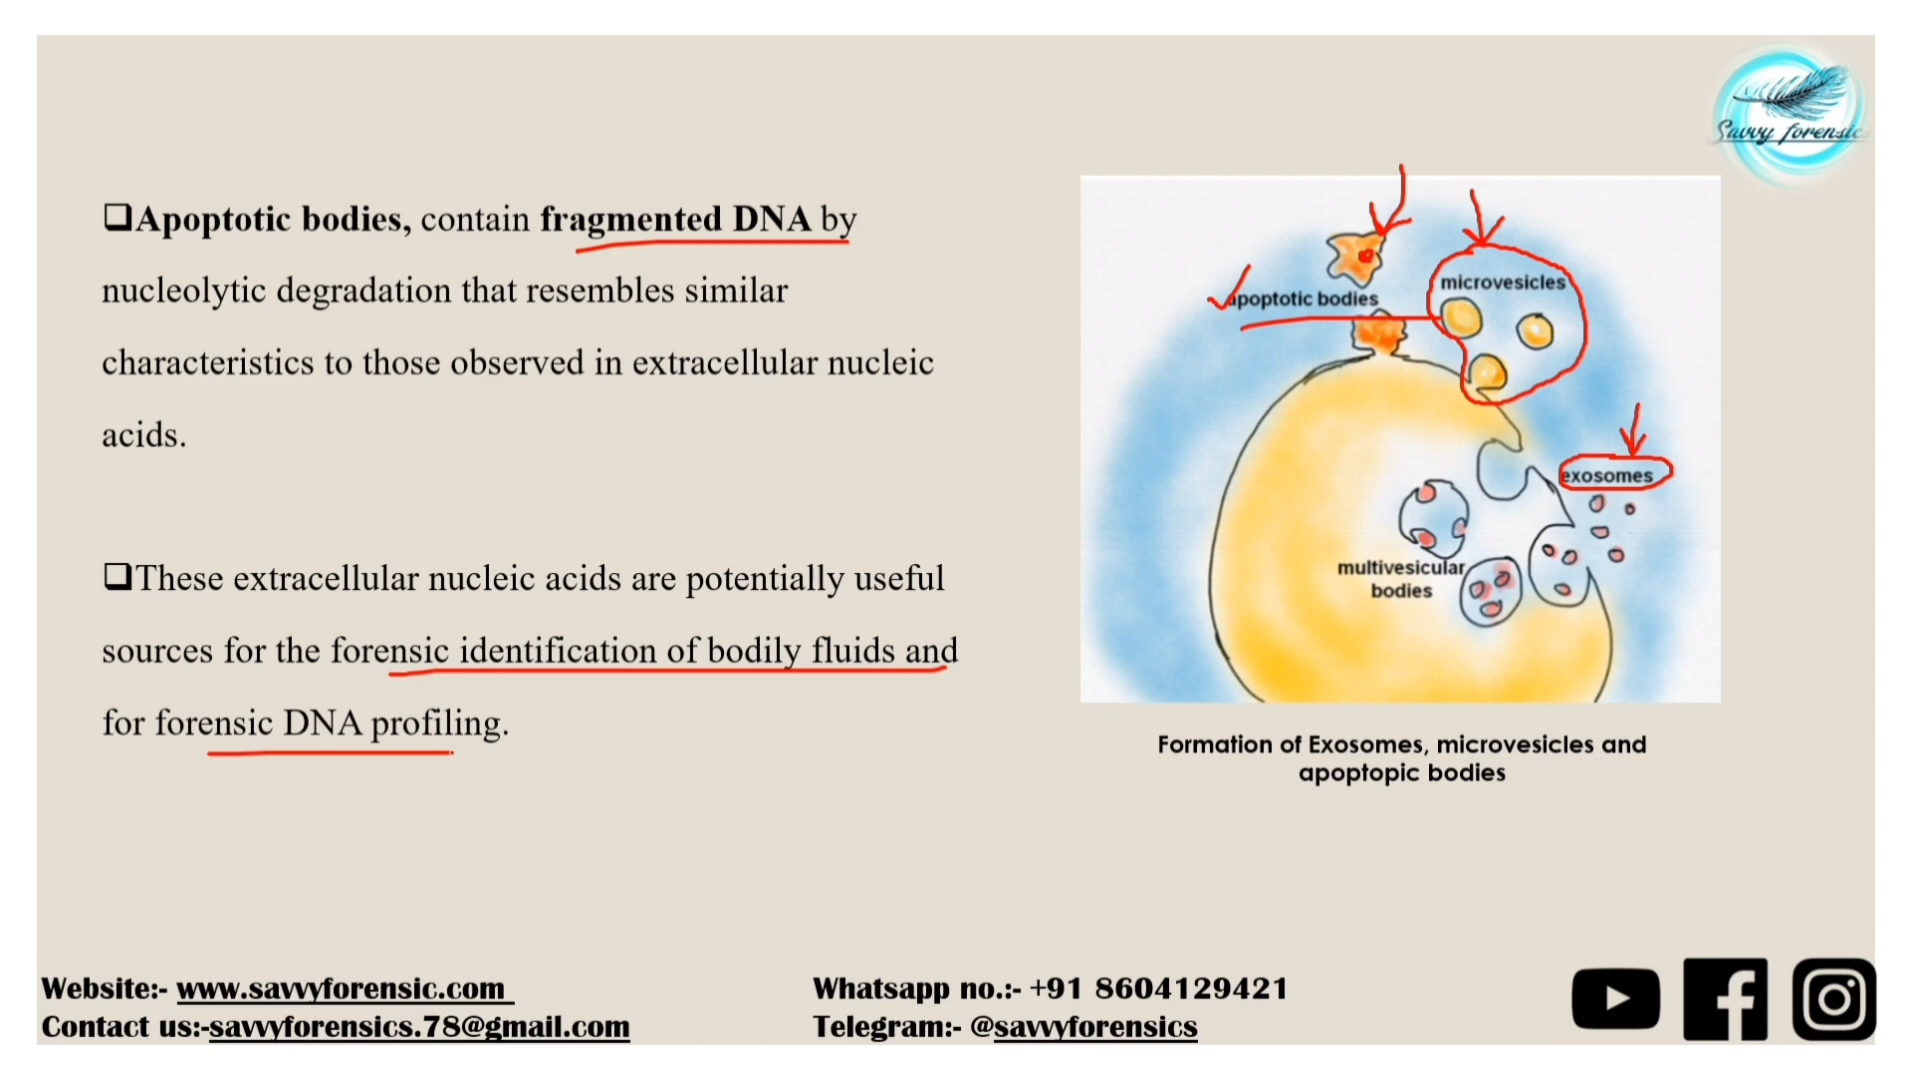 Savvy forensics
❑Apoptotic bodies, contain fragmented DNA by
nucleolytic degradation that resembles similar
characteristics to those observed in extracellular nucleic
acids.
❑These extracellular nucleic acids are potentially useful
sources for the forensic identification of bodily fluids and
for forensic DNA profiling.
microvesicles
apoptotic bodies
exosomes
multivesicular
bodies
Formation of Exosomes, microvesicles and
apoptopic bodies
Website:- www.savvyforensic.com
Contact us:-savvyforensics.78@gmail.com
Whatsapp no.:- +91 8604129421
Telegram:- @savvyforensics